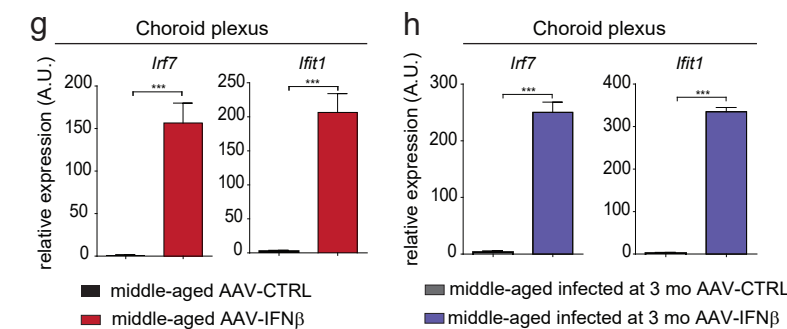 g
Choroid plexus
Irf7
Ifit1
relative expression (A.U.)
200
150
100
50
0
***
250
200
150
100
50
0
***
middle-aged AAV-CTRL
middle-aged AAV-IFNβ
h
Choroid plexus
Irf7
Ifit1
relative expression (A.U.)
300
200
100
0
***
400
300
200
100
0
***
middle-aged infected at 3 mo AAV-CTRL
middle-aged infected at 3 mo AAV-IFNβ